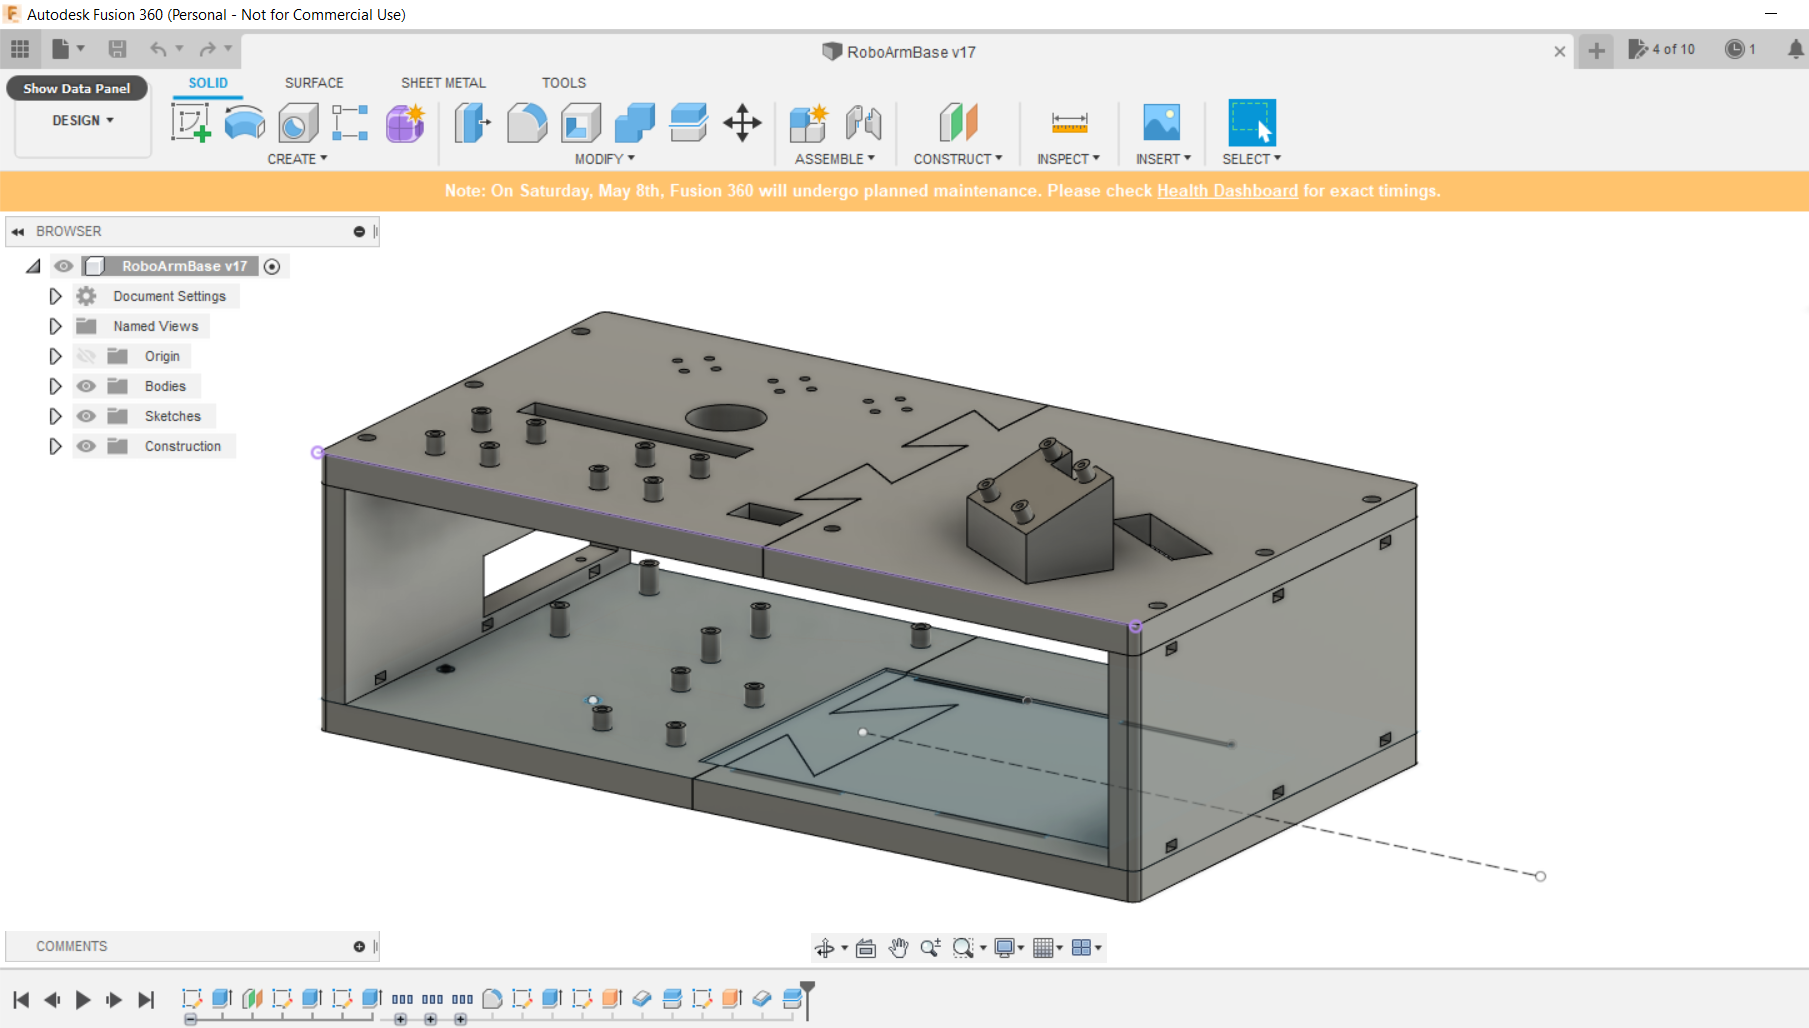 Autodesk Fusion 360 (Personal - Not for Commercial Use)
RoboArmBase v17
4 of 10
1
Show Data Panel
SOLID
SURFACE
SHEET METAL
TOOLS
DESIGN
CREATE
MODIFY
ASSEMBLE
CONSTRUCT
INSPECT
INSERT
SELECT
Note: On Saturday, May 8th, Fusion 360 will undergo planned maintenance. Please check Health Dashboard for exact timings.
BROWSER
RoboArmBase v17
Document Settings
Named Views
Origin
Bodies
Sketches
Construction
COMMENTS